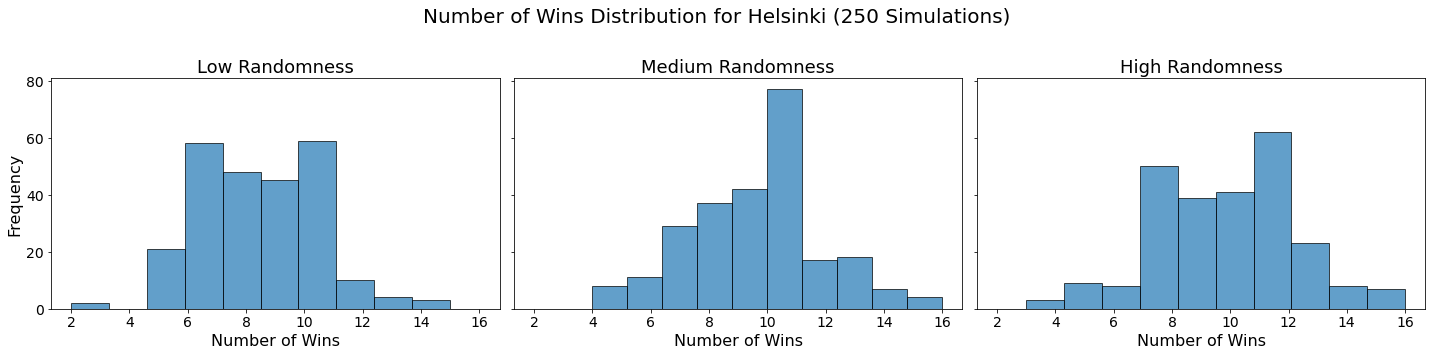 Number of Wins Distribution for Helsinki (250 Simulations)
Low Randomness
Medium Randomness
High Randomness
80
60
40
20
0
Frequency
2 4 6 8 10 12 14 16
2 4 6 8 10 12 14 16
2 4 6 8 10 12 14 16
Number of Wins
Number of Wins
Number of Wins